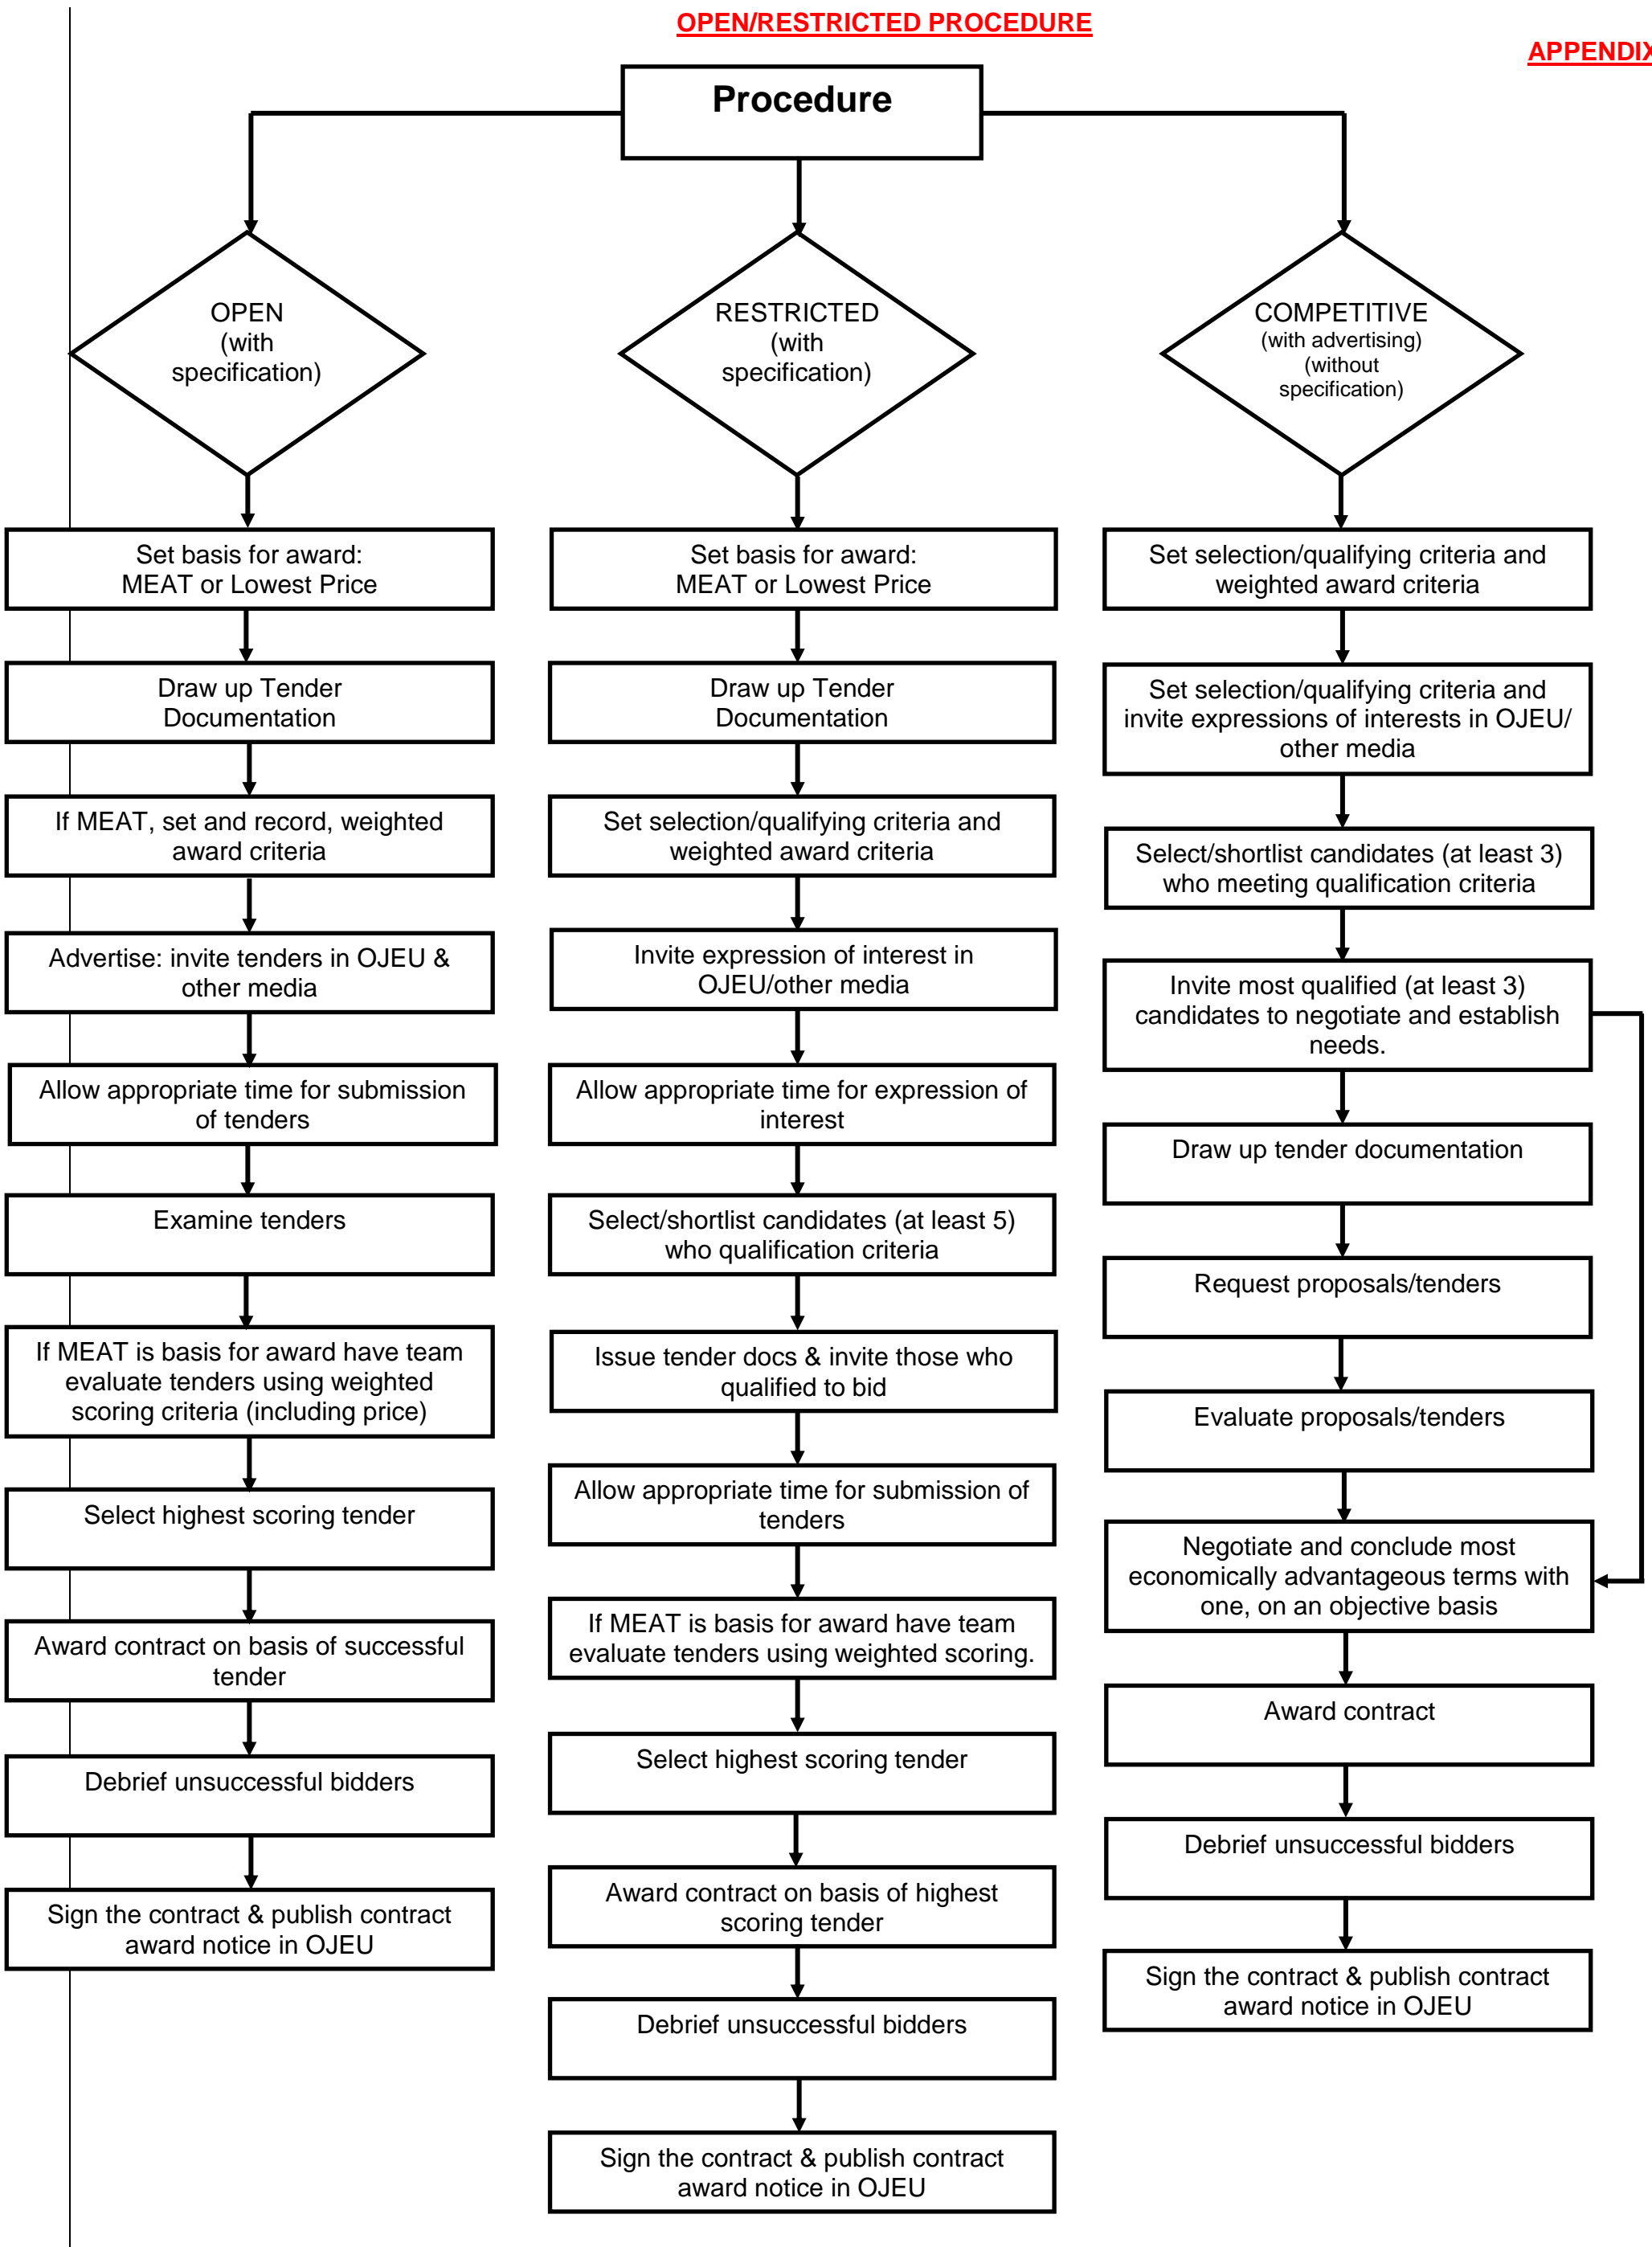 OPEN/RESTRICTED PROCEDURE
APPENDIX
Procedure
OPEN
(with
specification)
RESTRICTED
(with
specification)
COMPETITIVE
(with advertising)
(without
specification)
Set basis for award:
MEAT or Lowest Price
Draw up Tender
Documentation
If MEAT, set and record, weighted
award criteria
Advertise: invite tenders in OJEU &
other media
Allow appropriate time for submission
of tenders
Examine tenders
If MEAT is basis for award have team
evaluate tenders using weighted
scoring criteria (including price)
Select highest scoring tender
Award contract on basis of successful
tender
Debrief unsuccessful bidders
Sign the contract & publish contract
award notice in OJEU
Set basis for award:
MEAT or Lowest Price
Draw up Tender
Documentation
Set selection/qualifying criteria and
weighted award criteria
Invite expression of interest in
OJEU/other media
Allow appropriate time for expression of
interest
Select/shortlist candidates (at least 5)
who qualification criteria
Issue tender docs & invite those who
qualified to bid
Allow appropriate time for submission of
tenders
If MEAT is basis for award have team
evaluate tenders using weighted scoring.
Select highest scoring tender
Award contract on basis of highest
scoring tender
Debrief unsuccessful bidders
Sign the contract & publish contract
award notice in OJEU
Set selection/qualifying criteria and
weighted award criteria
Set selection/qualifying criteria and
invite expressions of interests in OJEU/
other media
Select/shortlist candidates (at least 3)
who meeting qualification criteria
Invite most qualified (at least 3)
candidates to negotiate and establish
needs.
Draw up tender documentation
Request proposals/tenders
Evaluate proposals/tenders
Negotiate and conclude most
economically advantageous terms with
one, on an objective basis
Award contract
Debrief unsuccessful bidders
Sign the contract & publish contract
award notice in OJEU